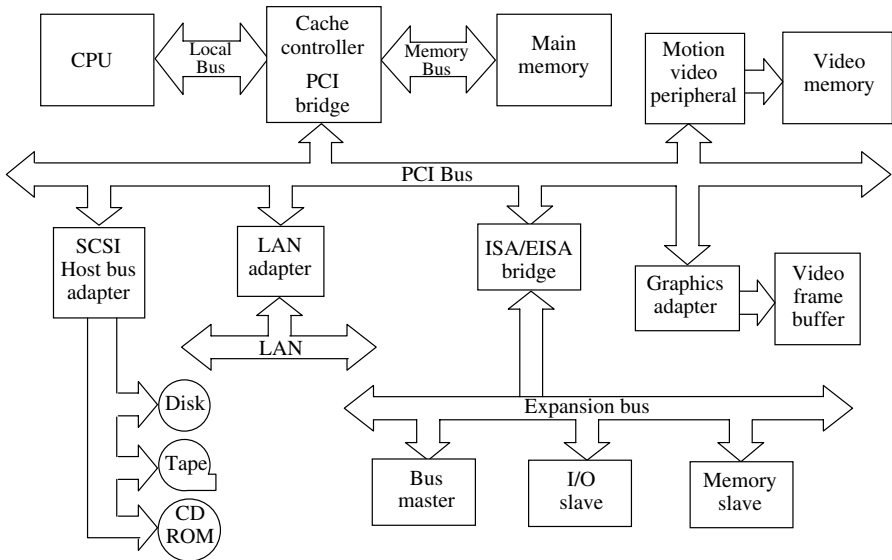 CPU
Local
Bus
Cache
controller
PCI
bridge
Memory
Bus
Main
memory
Motion
video
peripheral
Video
memory
PCI Bus
SCSI
Host bus
adapter
LAN
adapter
ISA/EISA
bridge
Graphics
adapter
Video
frame
buffer
LAN
Disk
Tape
CD
ROM
Expansion bus
Bus
master
I/O
slave
Memory
slave